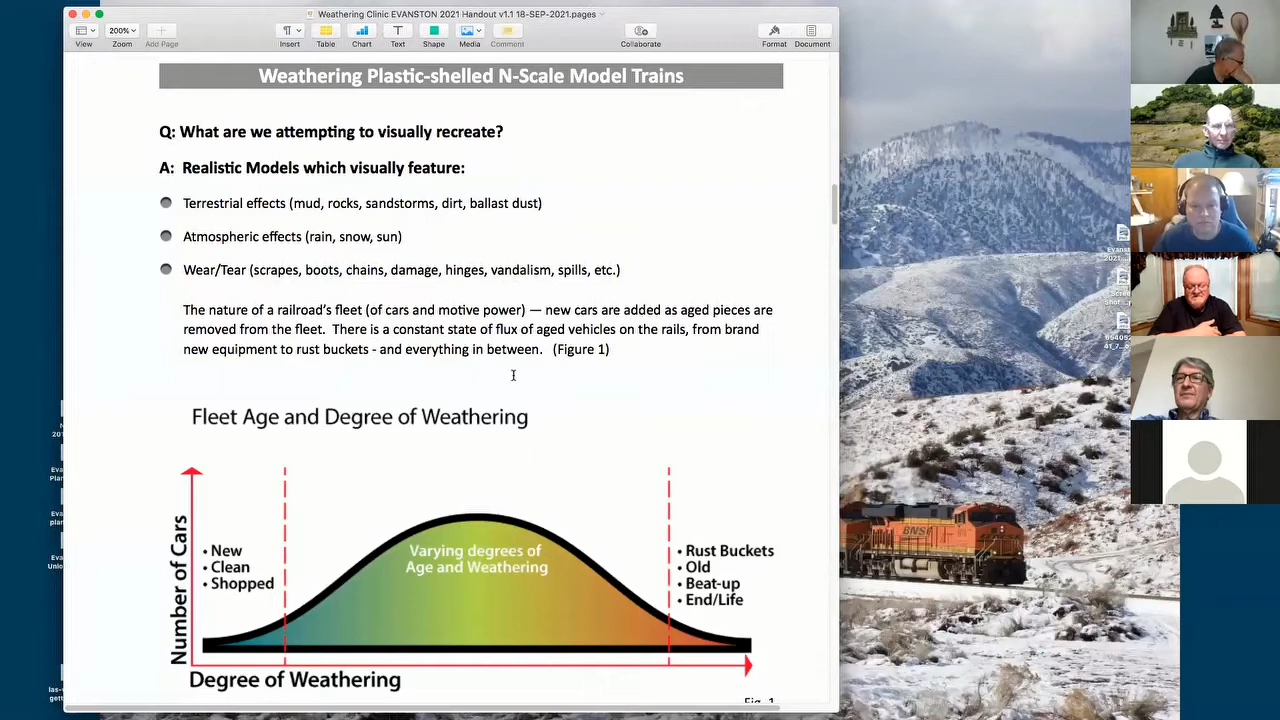 Weathering Clinic EVANSTON 2021 Handout v1.1 18-SEP-2021.pages
200%
View
Zoom
Add Page
Insert
Table
Chart
Text
Shape
Media
Comment
Collaborate
Format
Document
Weathering Plastic-shelled N-Scale Model Trains
Q: What are we attempting to visually recreate?
A: Realistic Models which visually feature:
Terrestrial effects (mud, rocks, sandstorms, dirt, ballast dust)
Atmospheric effects (rain, snow, sun)
Wear/Tear (scrapes, boots, chains, damage, hinges, vandalism, spills, etc.)
The nature of a railroad's fleet (of cars and motive power) — new cars are added as aged pieces are
removed from the fleet. There is a constant state of flux of aged vehicles on the rails, from brand
new equipment to rust buckets - and everything in between. (Figure 1)
Fleet Age and Degree of Weathering
Number of Cars
• New
• Clean
• Shopped
Varying degrees of
Age and Weathering
• Rust Buckets
• Old
• Beat-up
• End/Life
Degree of Weathering
Fig. 1
BNSF